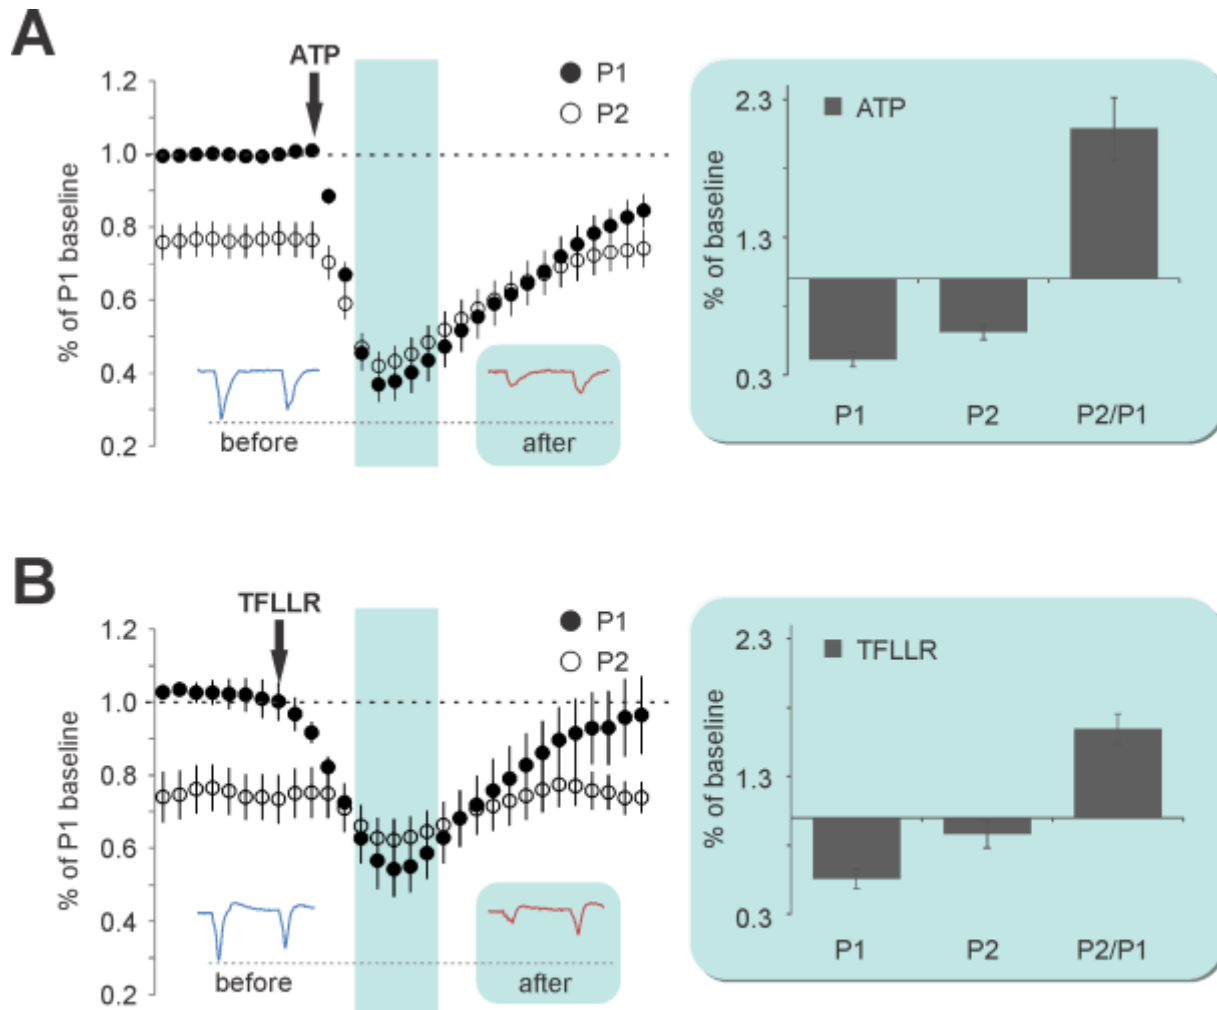 A
ATP
P1
P2
1.2
1.0
0.8
0.6
0.4
0.2
% of P1 baseline
before
after
ATP
2.3
1.3
0.3
% of baseline
P1 P2 P2/P1
B
TFLLR
P1
P2
1.2
1.0
0.8
0.6
0.4
0.2
% of P1 baseline
before
after
TFLLR
2.3
1.3
0.3
% of baseline
P1 P2 P2/P1